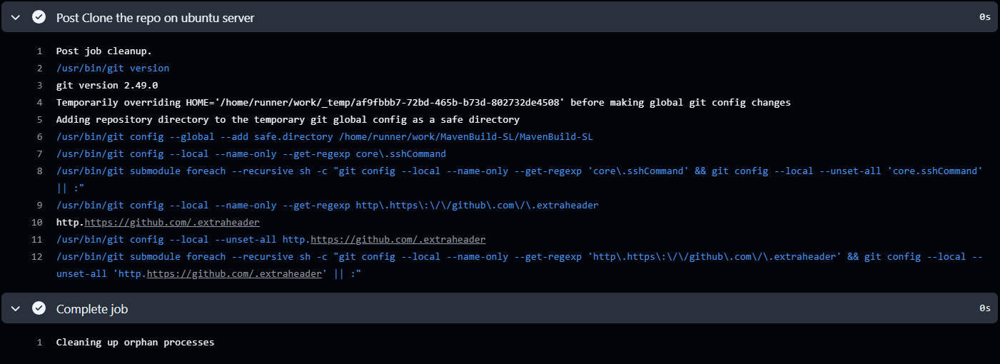 Post Clone the repo on ubuntu server 0s
1 Post job cleanup.
2 /usr/bin/git version
3 git version 2.49.0
4 Temporarily overriding HOME='/home/runner/work/_temp/af9fbbb7-72bd-465b-b73d-802732de4508' before making global git config changes
5 Adding repository directory to the temporary git global config as a safe directory
6 /usr/bin/git config --global --add safe.directory /home/runner/work/MavenBuild-SL/MavenBuild-SL
7 /usr/bin/git config --local --name-only --get-regexp core\.sshCommand
8 /usr/bin/git submodule foreach --recursive sh -c "git config --local --name-only --get-regexp 'core\.sshCommand' && git config --local --unset-all 'core.sshCommand'
|| :"
9 /usr/bin/git config --local --name-only --get-regexp http\.https\:\/\/github\.com\/\.extraheader
10 http.https://github.com/.extraheader
11 /usr/bin/git config --local --unset-all http.https://github.com/.extraheader
12 /usr/bin/git submodule foreach --recursive sh -c "git config --local --name-only --get-regexp 'http\.https\:\/\/github\.com\/\.extraheader' && git config --local --
unset-all 'http.https://github.com/.extraheader' || :"
Complete job 0s
1 Cleaning up orphan processes